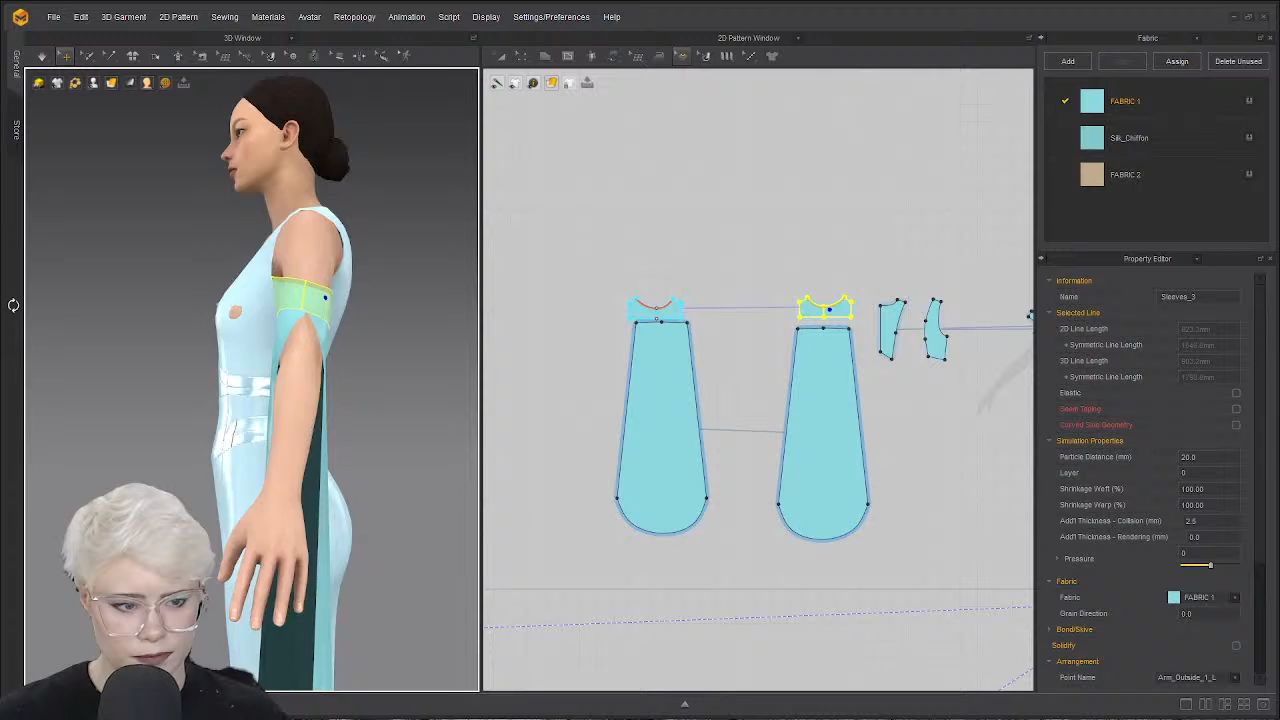 File Edit 3D Garment 2D Pattern Sewing Materials Avatar Retopology Animation Script Display Settings/Preferences Help
3D Window
2D Pattern Window
Fabric
General
Store
Add
Assign
Delete Unused
FABRIC 1
Silk_Chiffon
FABRIC 2
Property Editor
Information
Name Sleeves_3
Selected Line
2D Line Length
+ Symmetric Line Length
3D Line Length
+ Symmetric Line Length
Elastic
Seam Taping
Curved Side Geometry
Simulation Properties
Particle Distance (mm) 20.0
Layer 0
Shrinkage Weft (%) 100.00
Shrinkage Warp (%) 100.00
Add'l Thickness - Collision (mm) 2.5
Add'l Thickness - Rendering (mm) 0.0
Pressure 0
Fabric
Fabric FABRIC 1
Grain Direction 0.0
Bond/Skive
Solidify
Arrangement
Point Name Arm_Outside_1_L